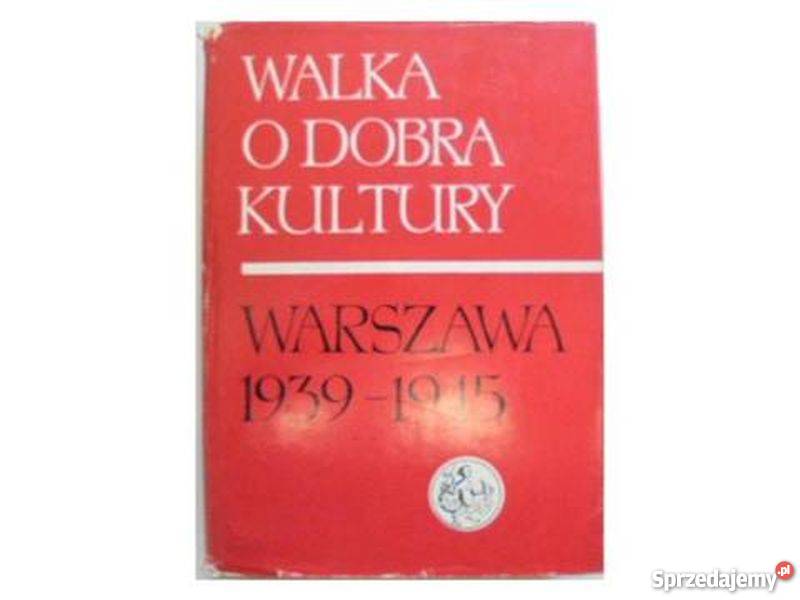 WALKA
O DOBRA
KULTURY
WARSZAWA
1939-1945
Sprzedajemy.pl